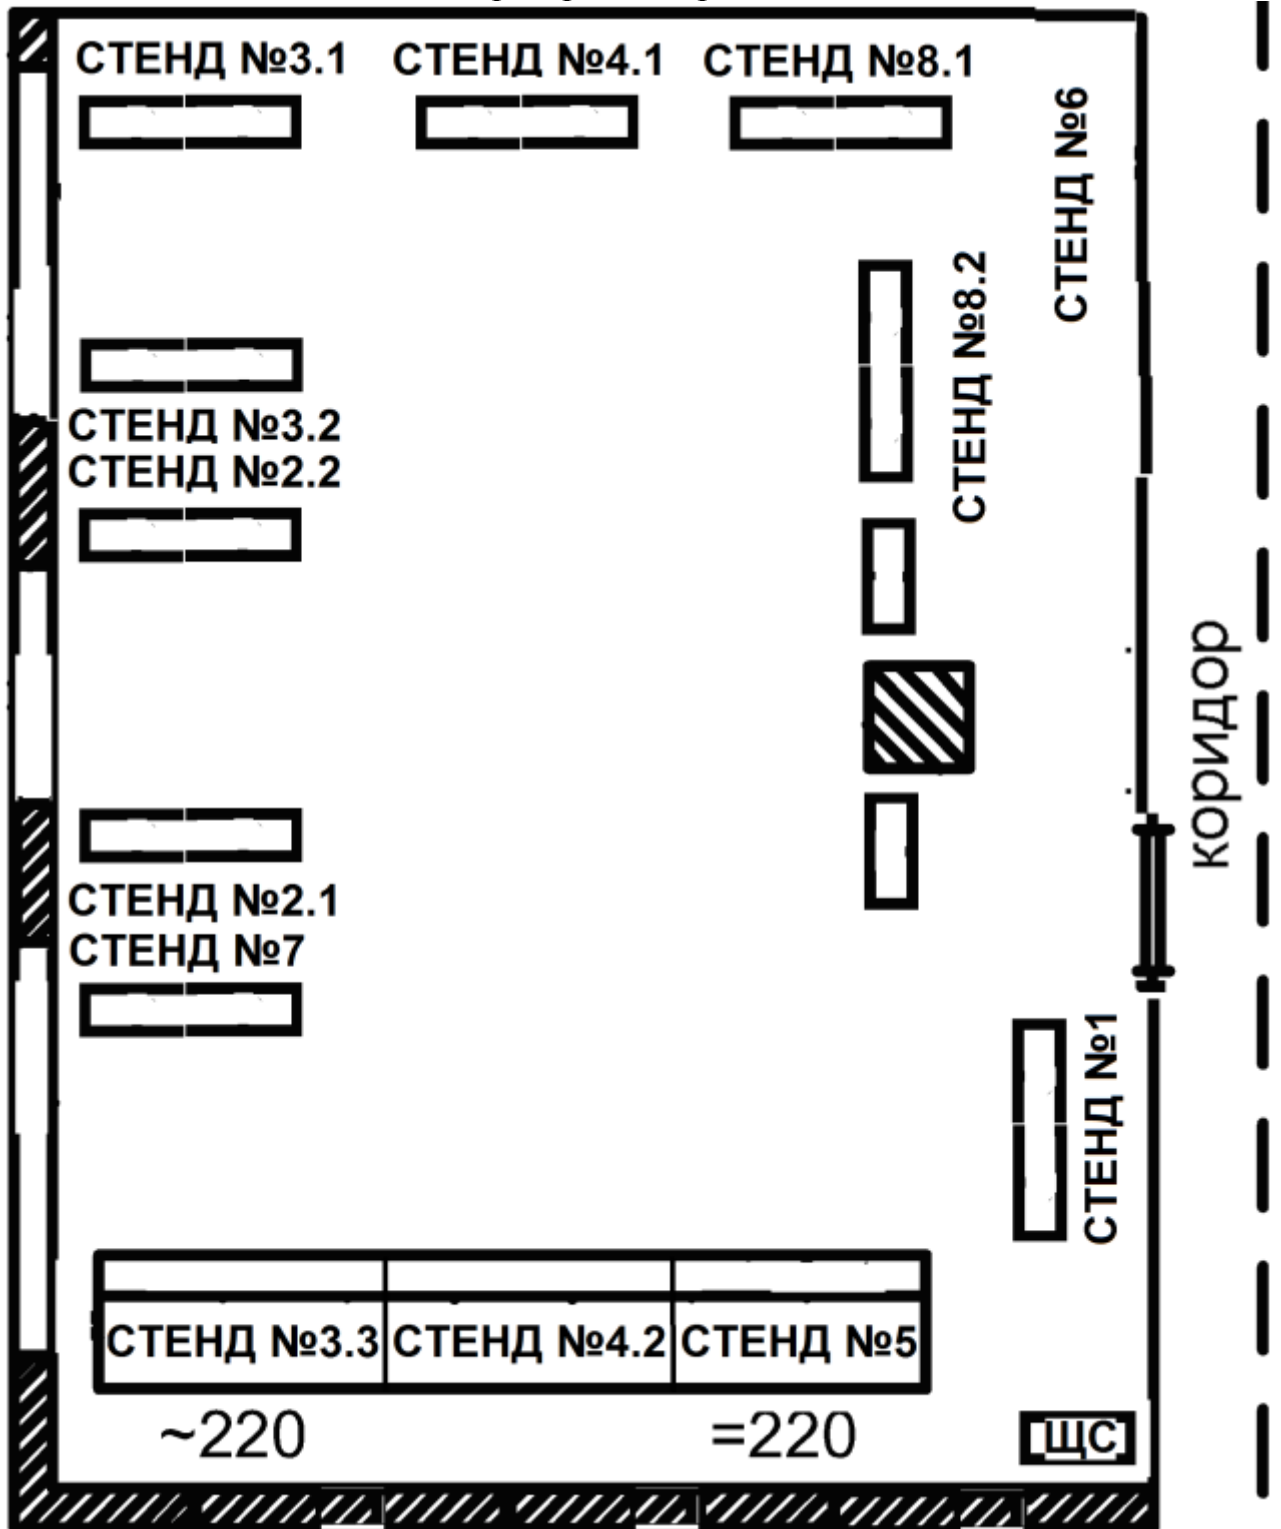 СТЕНД №3.1
СТЕНД №4.1
СТЕНД №8.1
СТЕНД №6
СТЕНД №8.2
СТЕНД №3.2
СТЕНД №2.2
коридор
СТЕНД №2.1
СТЕНД №7
СТЕНД №1
СТЕНД №3.3
СТЕНД №4.2
СТЕНД №5
~220
=220
ЩС